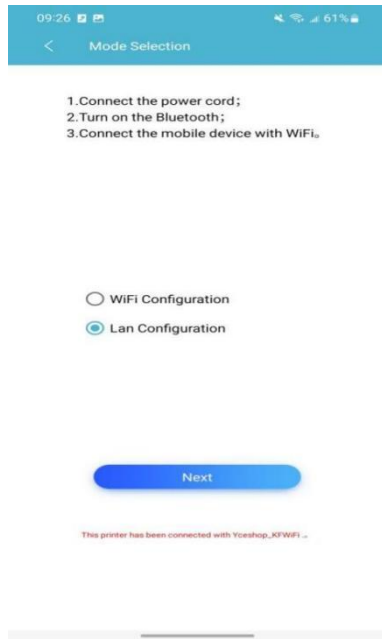 09:26 61%
Mode Selection
1.Connect the power cord;
2.Turn on the Bluetooth;
3.Connect the mobile device with WiFi。
WiFi Configuration
Lan Configuration
Next
This printer has been connected with Yceshop_KFWiFi 。